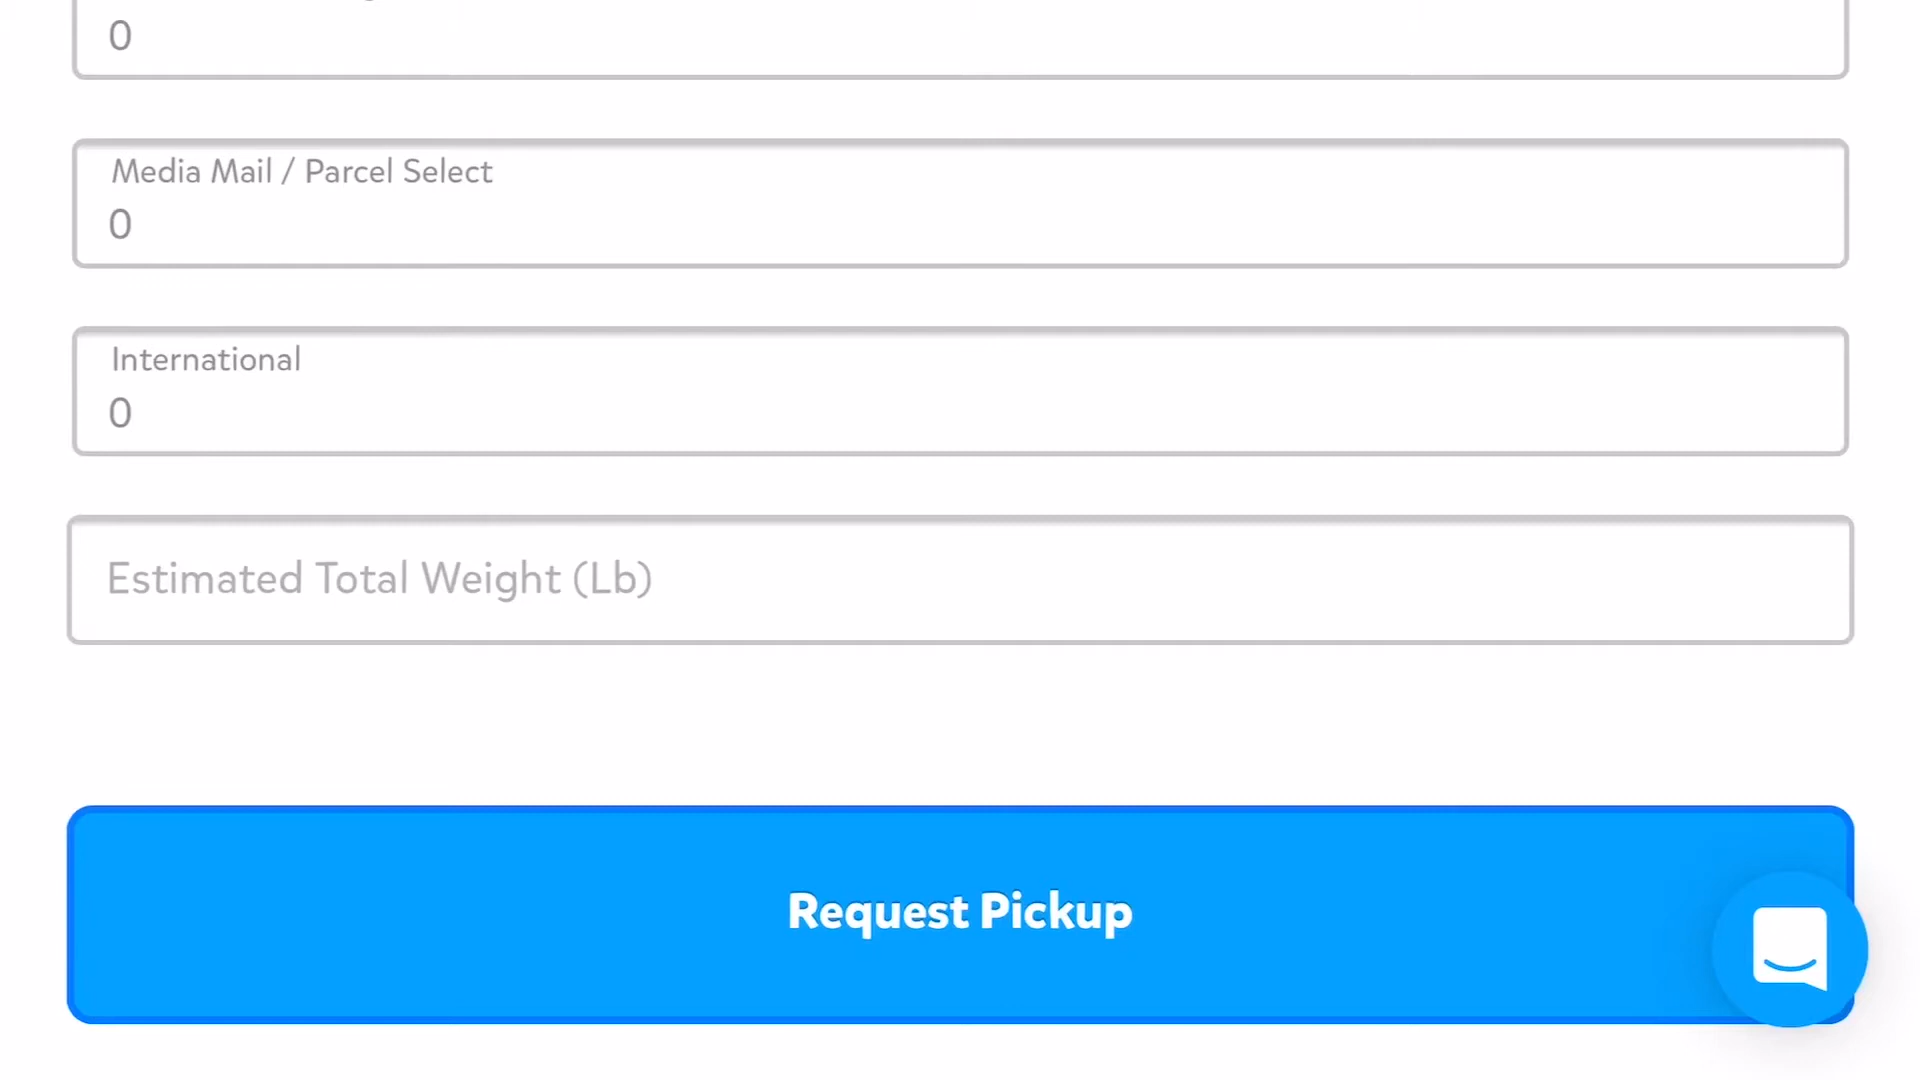 0
Media Mail / Parcel Select
0
International
0
Estimated Total Weight (Lb)
Request Pickup